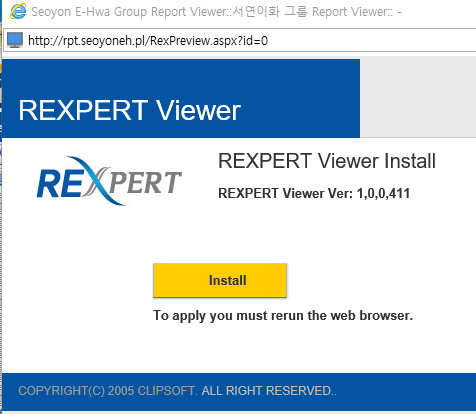 Seoyon E-Hwa Group Report Viewer::서연이화 그룹 Report Viewer:: -
http://rpt.seoyoneh.pl/RexPreview.aspx?id=0
REXPERT Viewer
REXPERT
REXPERT Viewer Install
REXPERT Viewer Ver: 1,0,0,411
Install
To apply you must rerun the web browser.
COPYRIGHT(C) 2005 CLIPSOFT. ALL RIGHT RESERVED..